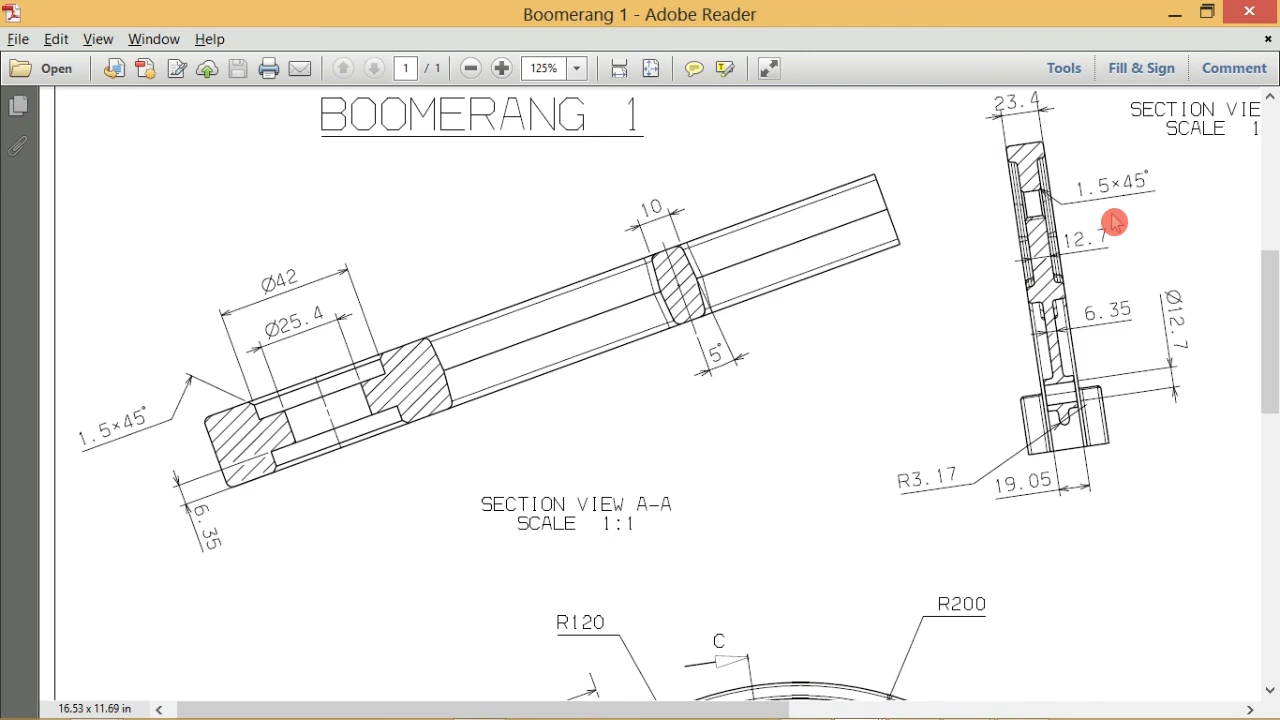 Boomerang 1 - Adobe Reader
File Edit View Window Help
Open
1 / 1
125%
Tools
Fill & Sign
Comment
BOOMERANG 1
23.4
SECTION VIE
SCALE 1
1.5×45°
12.7
10
Ø42
Ø25.4
5°
1.5×45°
6.35
6.35
Ø12.7
R3.17
19.05
SECTION VIEW A-A
SCALE 1:1
R120
C
R200
16.53 x 11.69 in